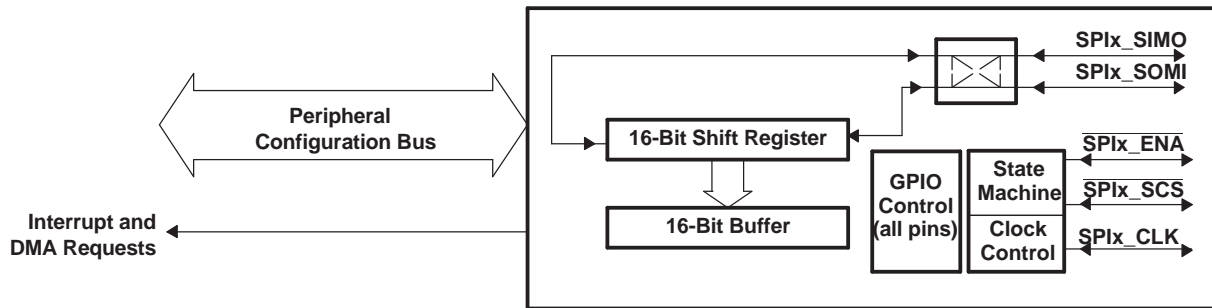 SPIx_SIMO
SPIx_SOMI
Peripheral
Configuration Bus
16-Bit Shift Register
SPIx_ENA
GPIO
Control
(all pins)
State
Machine
SPIx_SCS
Interrupt and
DMA Requests
16-Bit Buffer
Clock
Control
SPIx_CLK